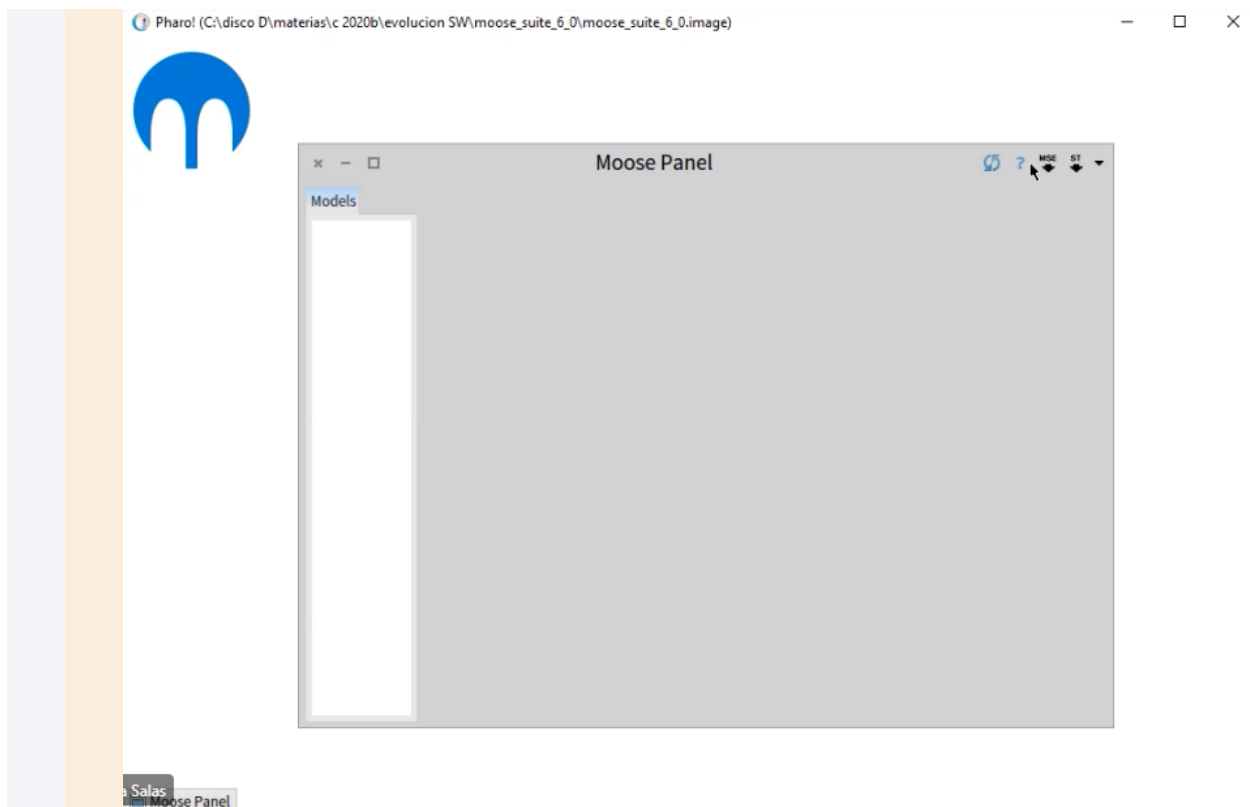 Pharo! (C:\disco D\materias\c 2020b\evolucion SW\moose_suite_6_0\moose_suite_6_0.image)
Moose Panel
? MSE ST
Models
Salas
Moose Panel